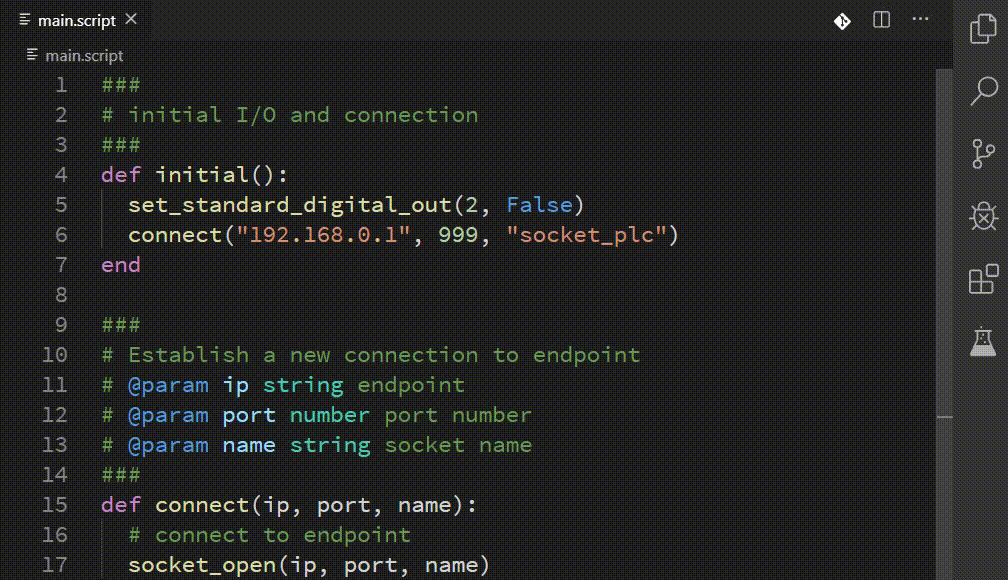 main.script
main.script
1 ###
2 # initial I/O and connection
3 ###
4 def initial():
5 set_standard_digital_out(2, False)
6 connect("192.168.0.1", 999, "socket_plc")
7 end
8
9 ###
10 # Establish a new connection to endpoint
11 # @param ip string endpoint
12 # @param port number port number
13 # @param name string socket name
14 ###
15 def connect(ip, port, name):
16 # connect to endpoint
17 socket_open(ip, port, name)